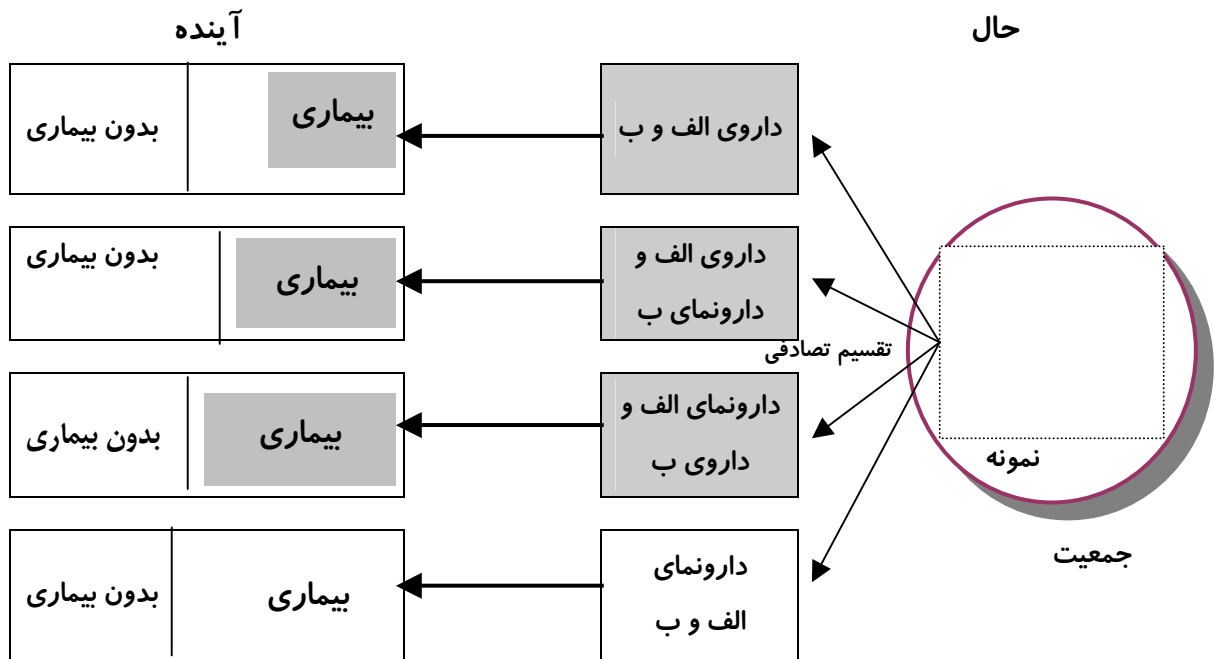 حال
آینده
داروی الف و ب
بیماری
بدون بیماری
داروی الف و
دارونمای ب
بیماری
بدون بیماری
تقسیم تصادفی
دارونمای الف و
داروی ب
بیماری
بدون بیماری
نمونه
جمعیت
دارونمای
الف و ب
بیماری
بدون بیماری